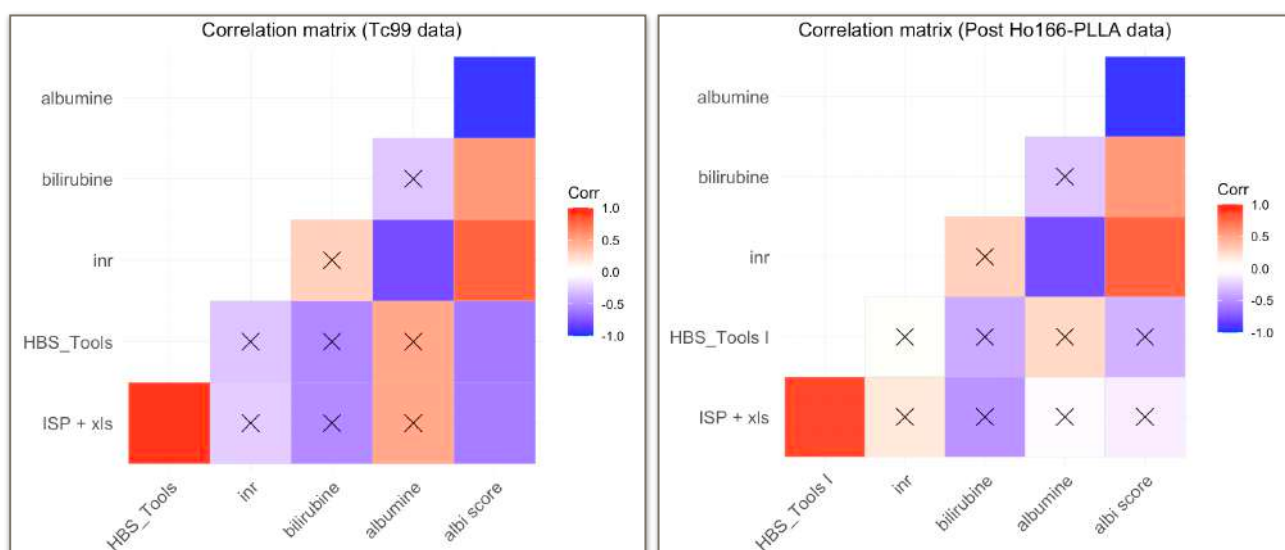 Correlation matrix (Tc99 data)
albumine
bilirubine
inr
HBS_Tools
ISP + xls
HBS_Tools
inr
bilirubine
albumine
albi score
Corr
1.0
0.5
0.0
-0.5
-1.0
Correlation matrix (Post Ho166-PLLA data)
albumine
bilirubine
inr
HBS_Tools I
ISP + xls
HBS_Tools I
inr
bilirubine
albumine
albi score
Corr
1.0
0.5
0.0
-0.5
-1.0